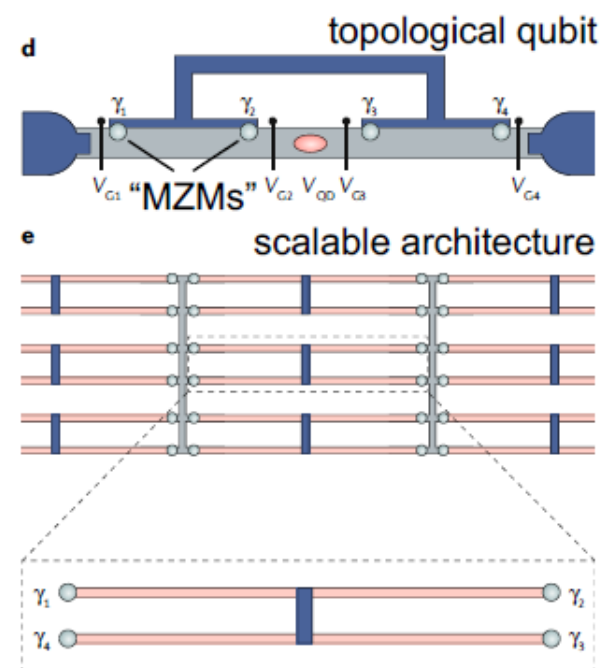 topological qubit
d
γ1 γ2 γ3 γ4
VG1 “MZMs” VG2 VQD VG3 VG4
e
scalable architecture
γ1 γ2
γ4 γ3